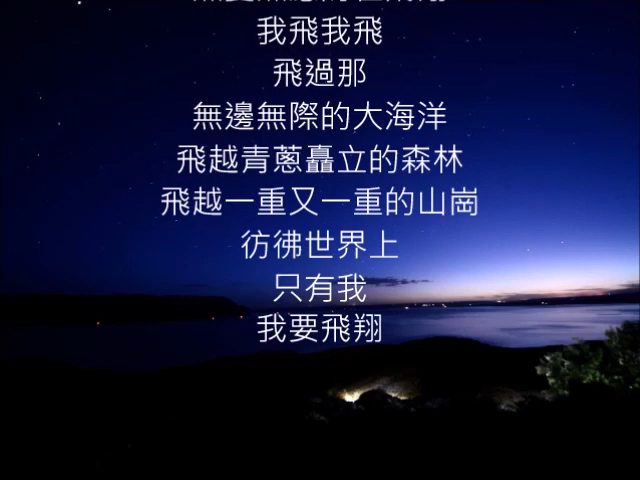 我飛我飛
飛過那
無邊無際的大海洋
飛越青蔥矗立的森林
飛越一重又一重的山崗
彷彿世界上
只有我
我要飛翔